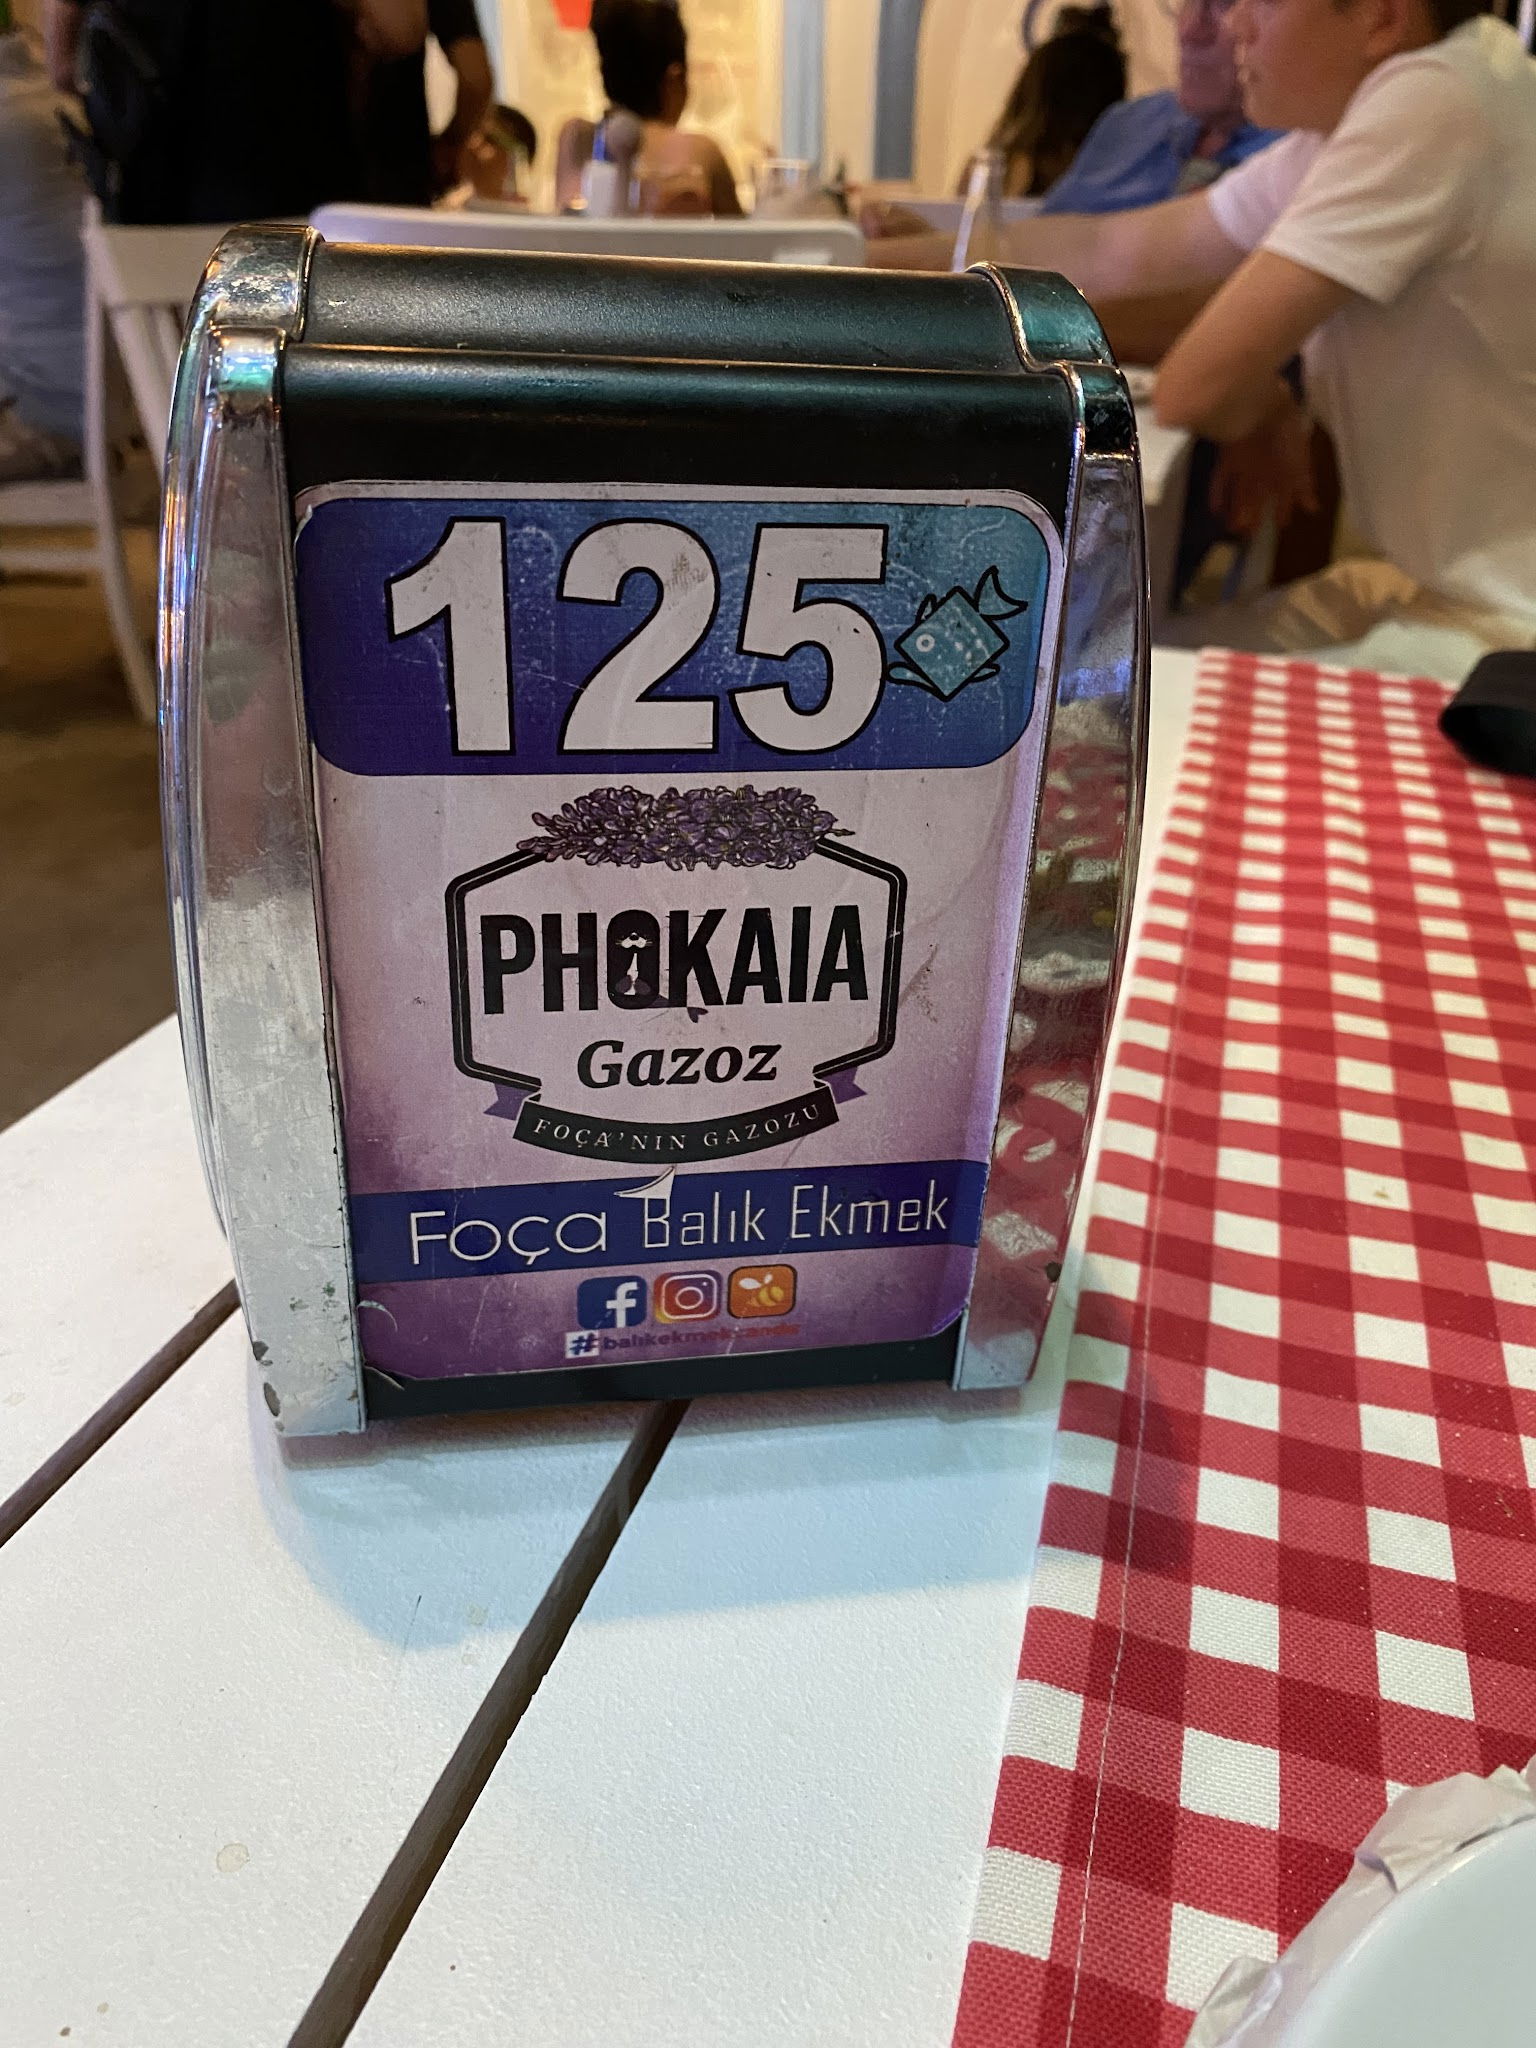 125
PHOKAIA
Gazoz
FOÇA'NIN GAZOZU
Foça Balık Ekmek